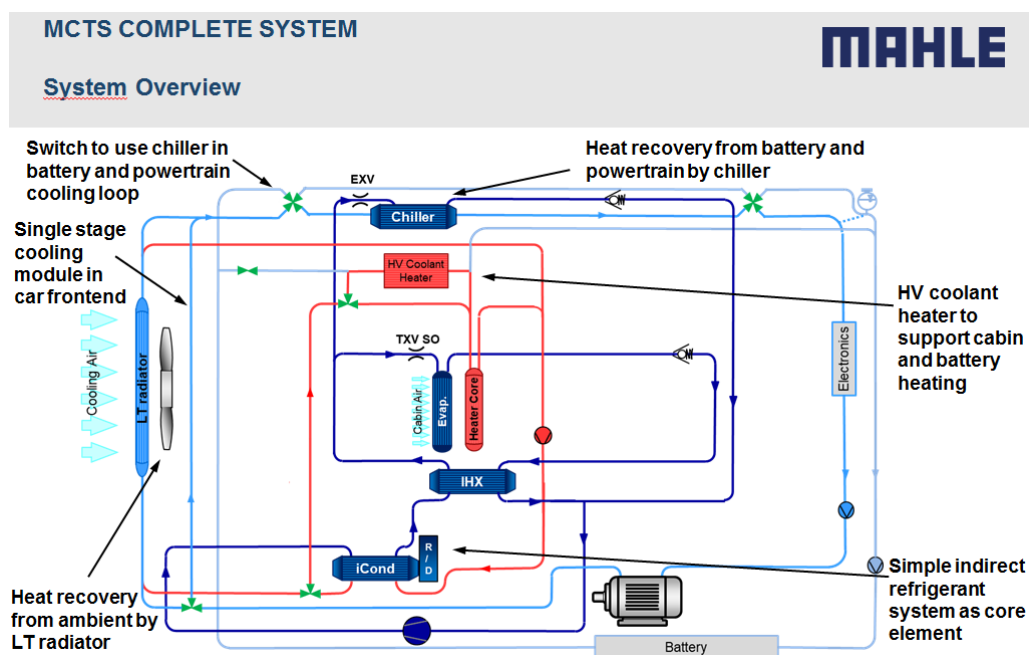 MCTS COMPLETE SYSTEM
MAHLE
System Overview
Switch to use chiller in
battery and powertrain
cooling loop
Heat recovery from battery and
powertrain by chiller
EXV
Chiller
Single stage
cooling
module in
car frontend
HV Coolant
Heater
HV coolant
heater to
support cabin
and battery
heating
Cooling Air
LT radiator
TXV SO
Cabin Air
Evap.
Heater Core
Electronics
IHX
iCond
R / D
Heat recovery
from ambient by
LT radiator
Simple indirect
refrigerant
system as core
element
Battery